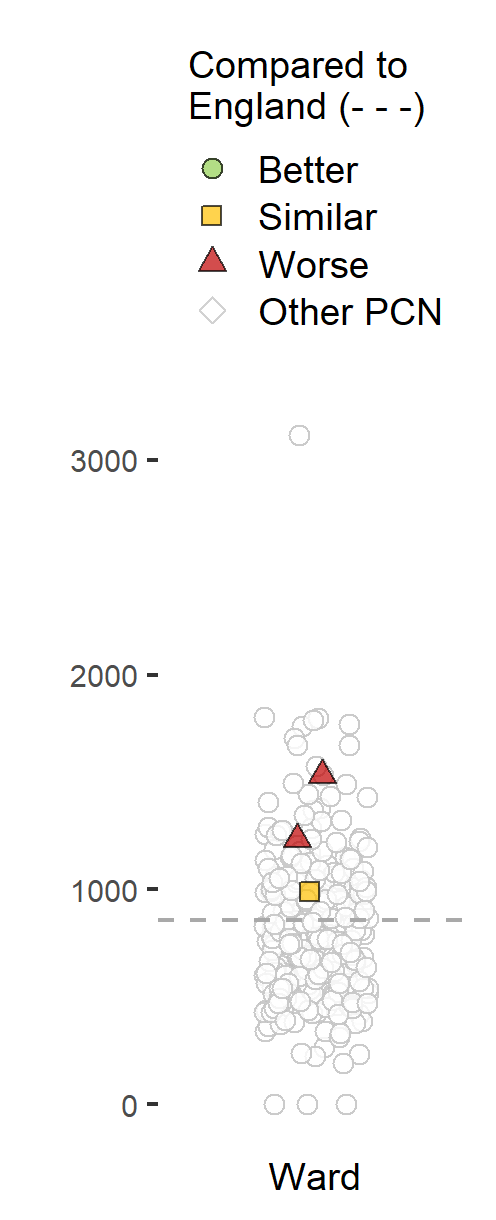 Compared to
England (- - -)
Better
Similar
Worse
Other PCN
3000
2000
1000
0
Ward